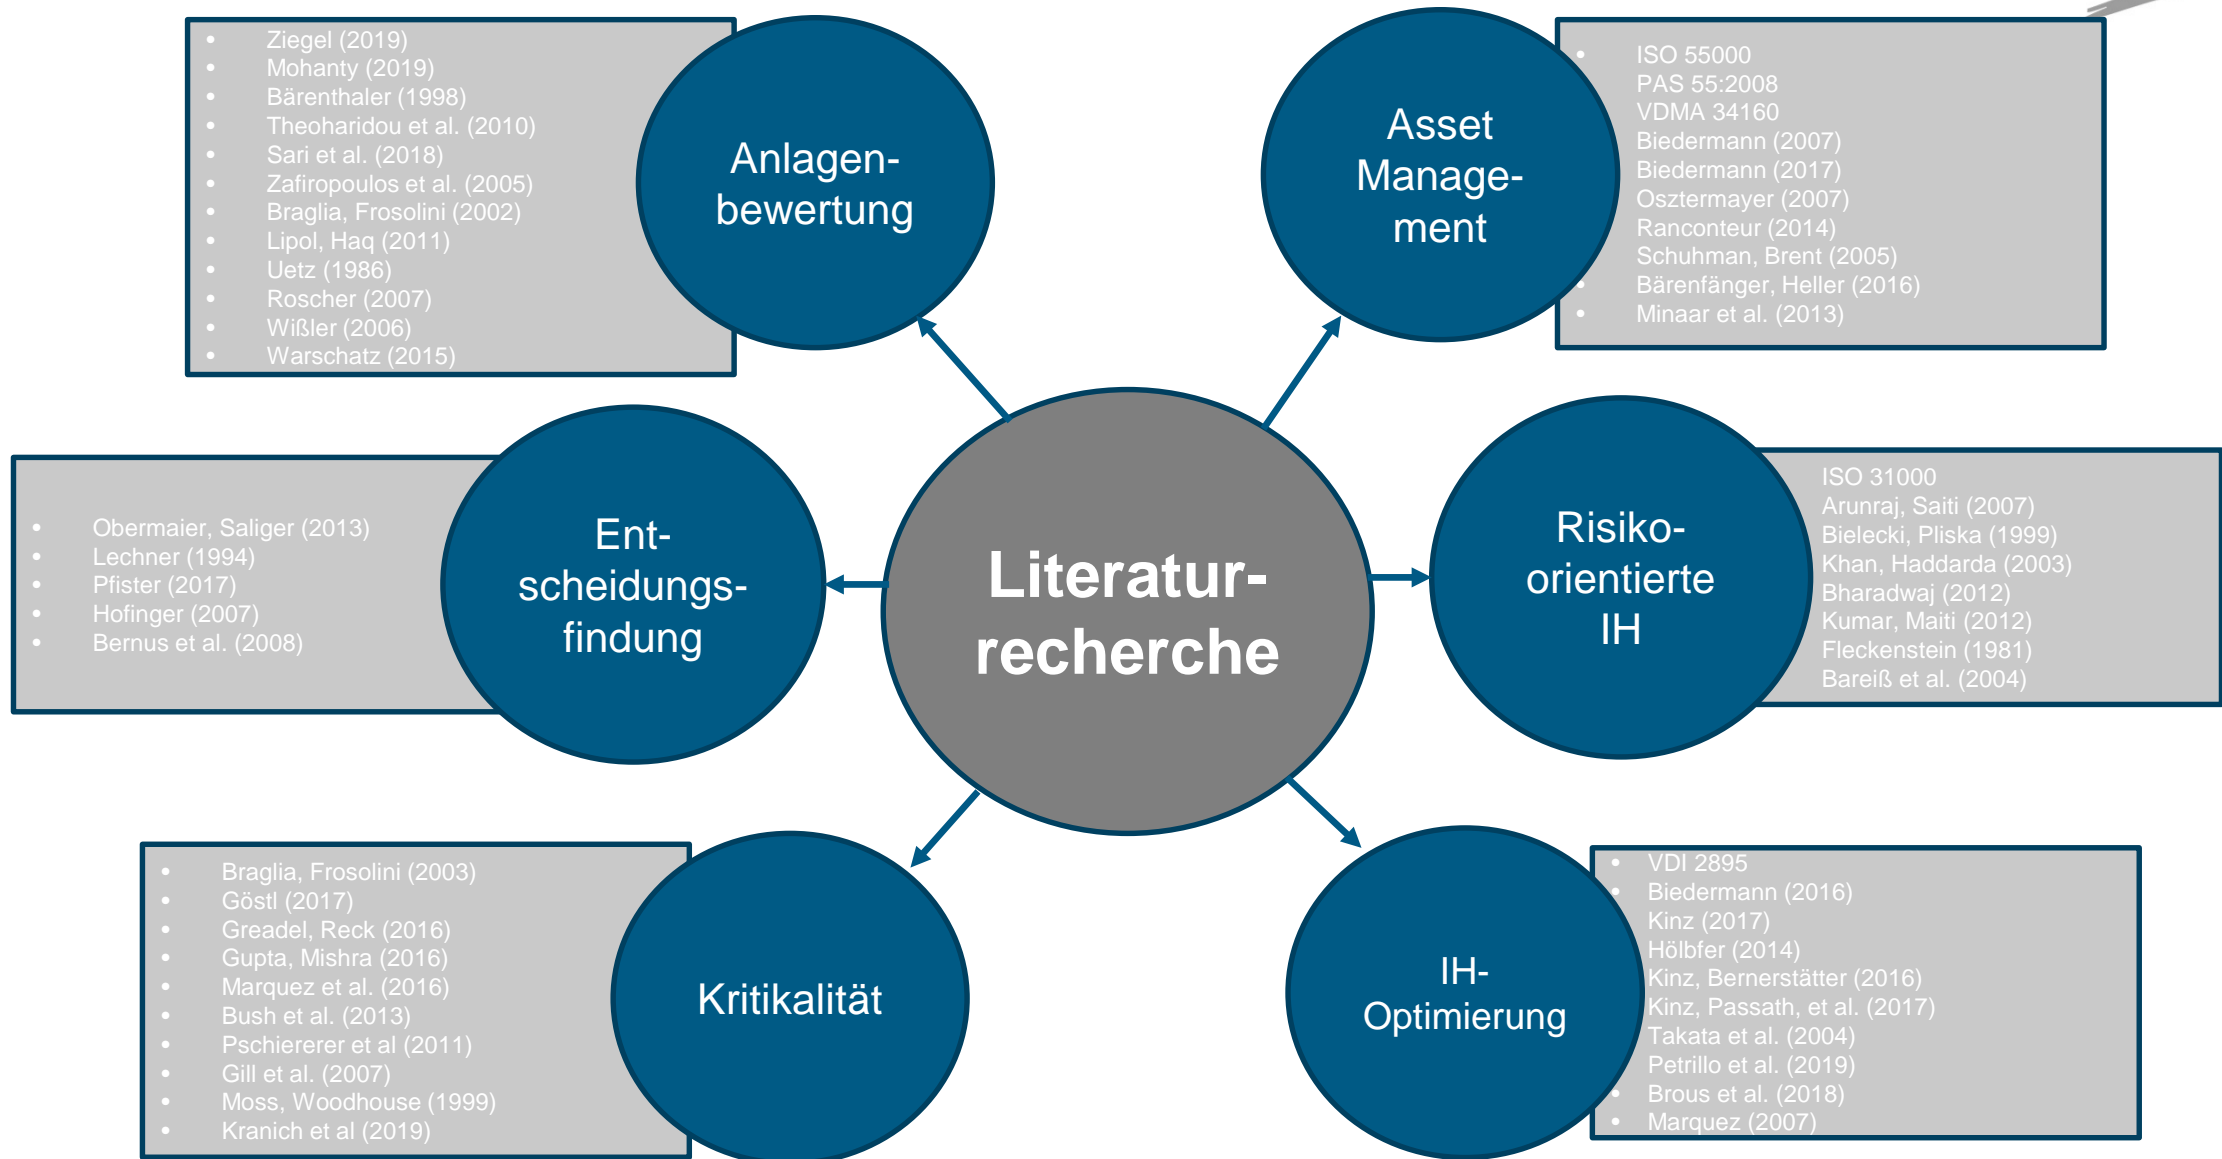 Ziegel (2019)
Mohanty (2019)
Bärenthaler (1998)
Theoharidou et al. (2010)
Sari et al. (2018)
Zafiropoulos et al. (2005)
Braglia, Frosolini (2002)
Lipol, Haq (2011)
Uetz (1986)
Roscher (2007)
Wißler (2006)
Warschatz (2015)
Anlagen-
bewertung
Asset
Manage-
ment
ISO 55000
PAS 55:2008
VDMA 34160
Biedermann (2007)
Biedermann (2017)
Osztermayer (2007)
Ranconteur (2014)
Schuhman, Brent (2005)
Bärenfänger, Heller (2016)
Minaar et al. (2013)
Obermaier, Saliger (2013)
Lechner (1994)
Pfister (2017)
Hofinger (2007)
Bernus et al. (2008)
Ent-
scheidungs-
findung
Literatur-
recherche
Risiko-
orientierte
IH
ISO 31000
Arunraj, Saiti (2007)
Bielecki, Pliska (1999)
Khan, Haddarda (2003)
Bharadwaj (2012)
Kumar, Maiti (2012)
Fleckenstein (1981)
Bareiß et al. (2004)
Braglia, Frosolini (2003)
Göstl (2017)
Greadel, Reck (2016)
Gupta, Mishra (2016)
Marquez et al. (2016)
Bush et al. (2013)
Pschiererer et al (2011)
Gill et al. (2007)
Moss, Woodhouse (1999)
Kranich et al (2019)
Kritikalität
IH-
Optimierung
VDI 2895
Biedermann (2016)
Kinz (2017)
Hölbfer (2014)
Kinz, Bernerstätter (2016)
Kinz, Passath, et al. (2017)
Takata et al. (2004)
Petrillo et al. (2019)
Brous et al. (2018)
Marquez (2007)